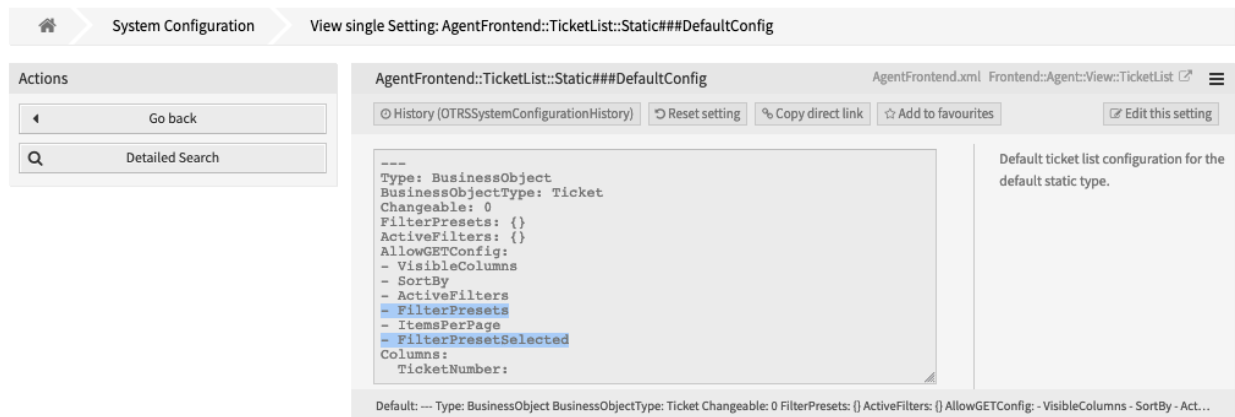 System Configuration
View single Setting: AgentFrontend::TicketList::Static###DefaultConfig
Actions
Go back
Detailed Search
AgentFrontend::TicketList::Static###DefaultConfig
AgentFrontend.xml Frontend::Agent::View::TicketList
History (OTRSSystemConfigurationHistory)
Reset setting
Copy direct link
Add to favourites
Edit this setting
---
Type: BusinessObject
BusinessObjectType: Ticket
Changeable: 0
FilterPresets: {}
ActiveFilters: {}
AllowGETConfig:
- VisibleColumns
- SortBy
- ActiveFilters
- FilterPresets
- ItemsPerPage
- FilterPresetSelected
Columns:
TicketNumber:
Default ticket list configuration for the
default static type.
Default: --- Type: BusinessObject BusinessObjectType: Ticket Changeable: 0 FilterPresets: {} ActiveFilters: {} AllowGETConfig: - VisibleColumns - SortBy - Act...